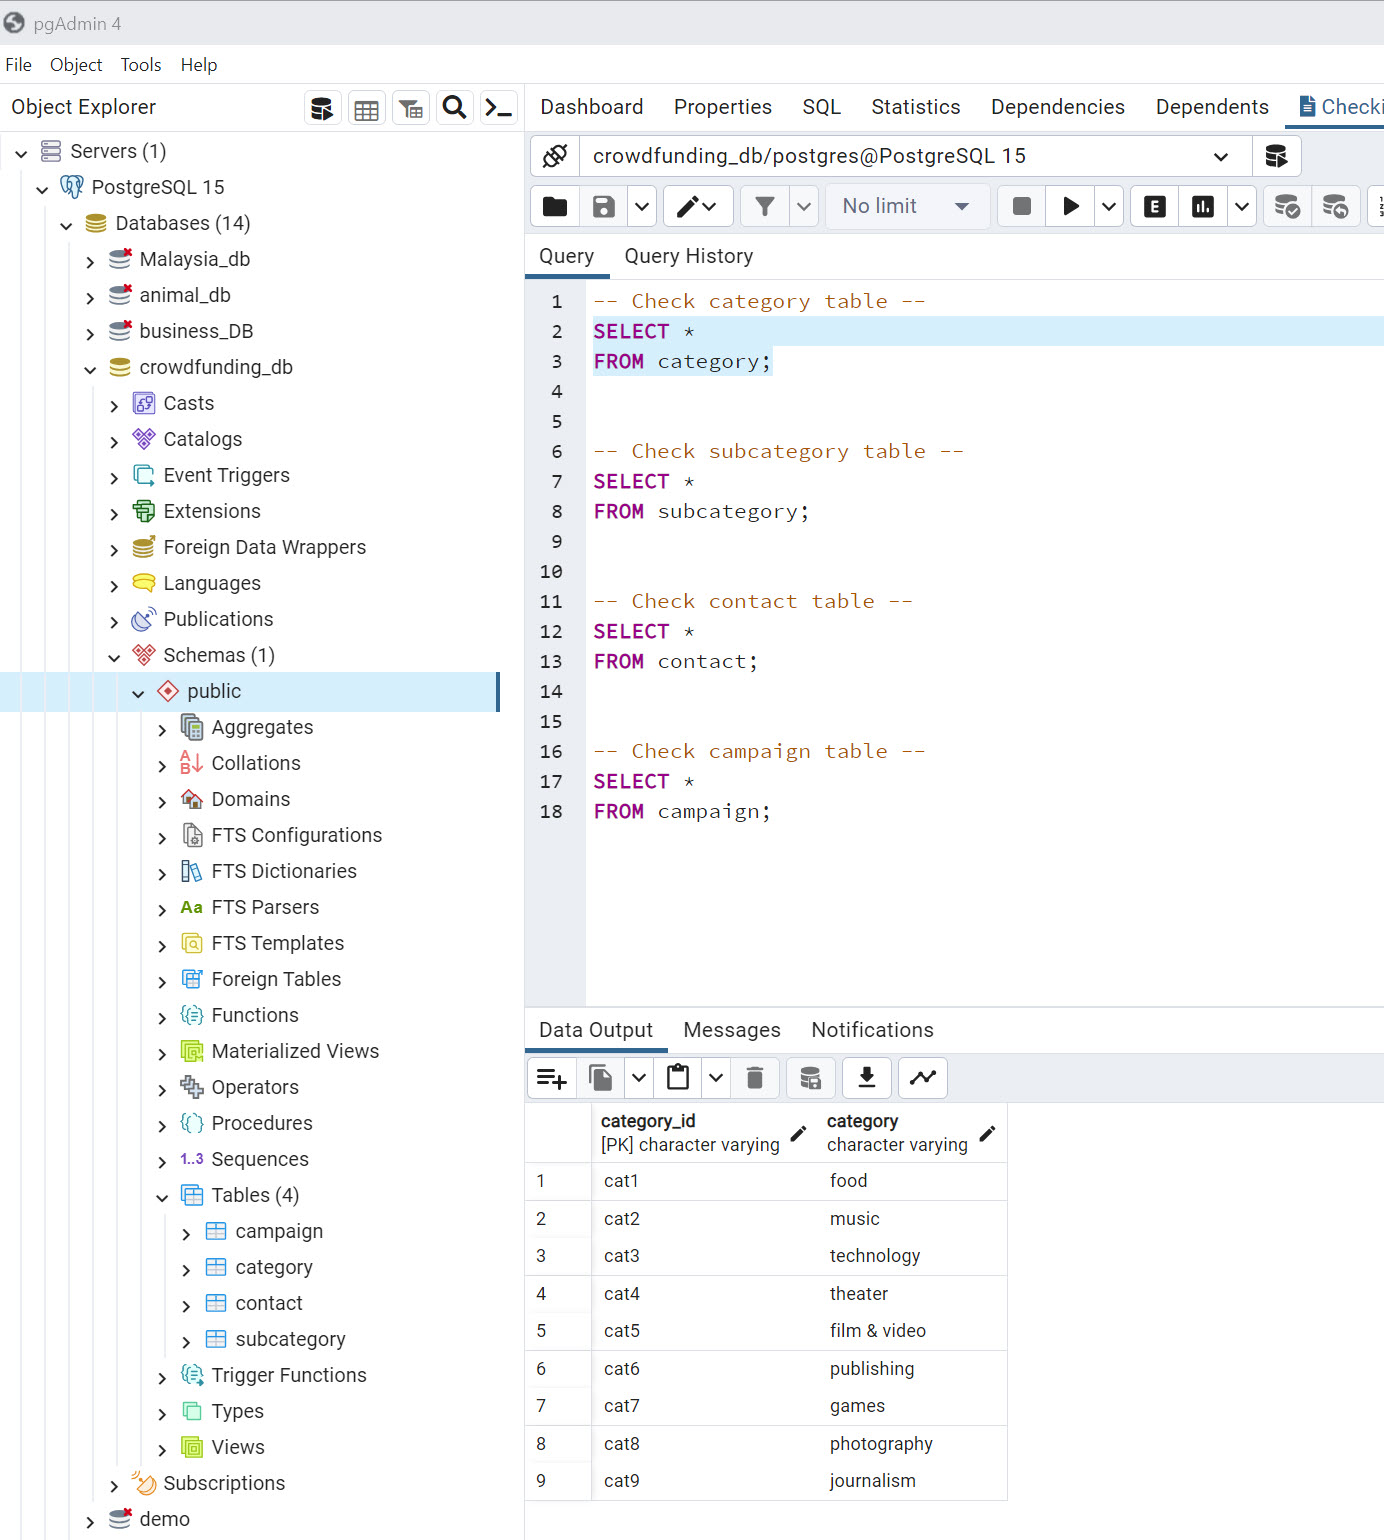 pgAdmin 4
File Object Tools Help
Object Explorer
Servers (1)
PostgreSQL 15
Databases (14)
Malaysia_db
animal_db
business_DB
crowdfunding_db
Casts
Catalogs
Event Triggers
Extensions
Foreign Data Wrappers
Languages
Publications
Schemas (1)
public
Aggregates
Collations
Domains
FTS Configurations
FTS Dictionaries
Aa FTS Parsers
FTS Templates
Foreign Tables
Functions
Materialized Views
Operators
Procedures
1..3 Sequences
Tables (4)
campaign
category
contact
subcategory
Trigger Functions
Types
Views
Subscriptions
demo
Dashboard Properties SQL Statistics Dependencies Dependents Checki
crowdfunding_db/postgres@PostgreSQL 15
No limit E
Query Query History
1 -- Check category table --
2 SELECT *
3 FROM category;
4
5
6 -- Check subcategory table --
7 SELECT *
8 FROM subcategory;
9
10
11 -- Check contact table --
12 SELECT *
13 FROM contact;
14
15
16 -- Check campaign table --
17 SELECT *
18 FROM campaign;
Data Output Messages Notifications
category_id category
[PK] character varying character varying
1 cat1 food
2 cat2 music
3 cat3 technology
4 cat4 theater
5 cat5 film & video
6 cat6 publishing
7 cat7 games
8 cat8 photography
9 cat9 journalism